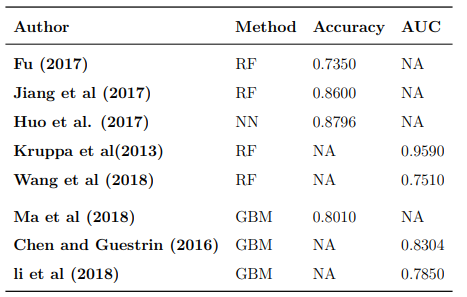 Author Method Accuracy AUC
Fu (2017) RF 0.7350 NA
Jiang et al (2017) RF 0.8600 NA
Huo et al. (2017) NN 0.8796 NA
Kruppa et al(2013) RF NA 0.9590
Wang et al (2018) RF NA 0.7510
Ma et al (2018) GBM 0.8010 NA
Chen and Guestrin (2016) GBM NA 0.8304
li et al (2018) GBM NA 0.7850